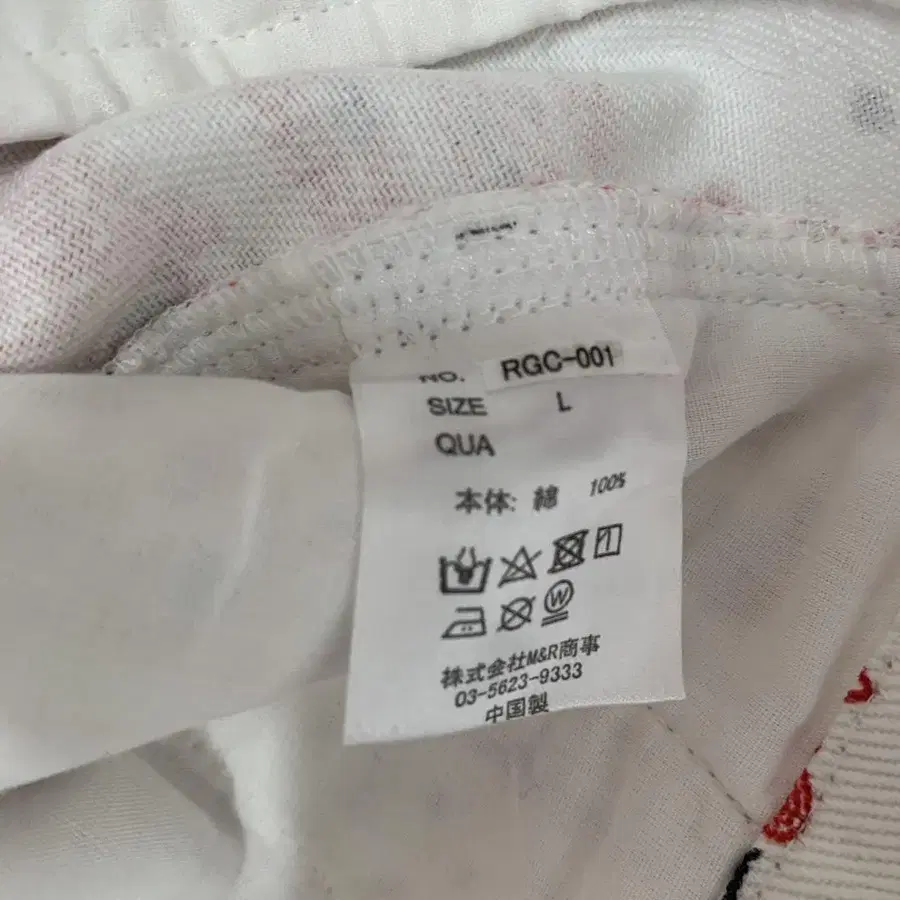 NO. RGC-001
SIZE L
QUA
本体: 綿 100%
W
株式会社M&R商事
03-5623-9333
中国製